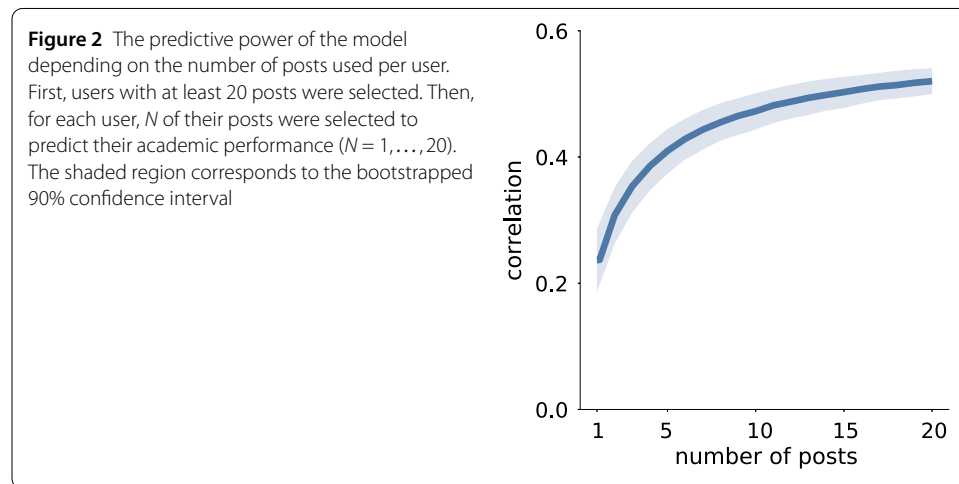 Figure 2 The predictive power of the model
depending on the number of posts used per user.
First, users with at least 20 posts were selected. Then,
for each user, N of their posts were selected to
predict their academic performance (N = 1,...,20).
The shaded region corresponds to the bootstrapped
90% confidence interval
0.6
0.4
0.2
0.0
correlation
1 5 10 15 20
number of posts